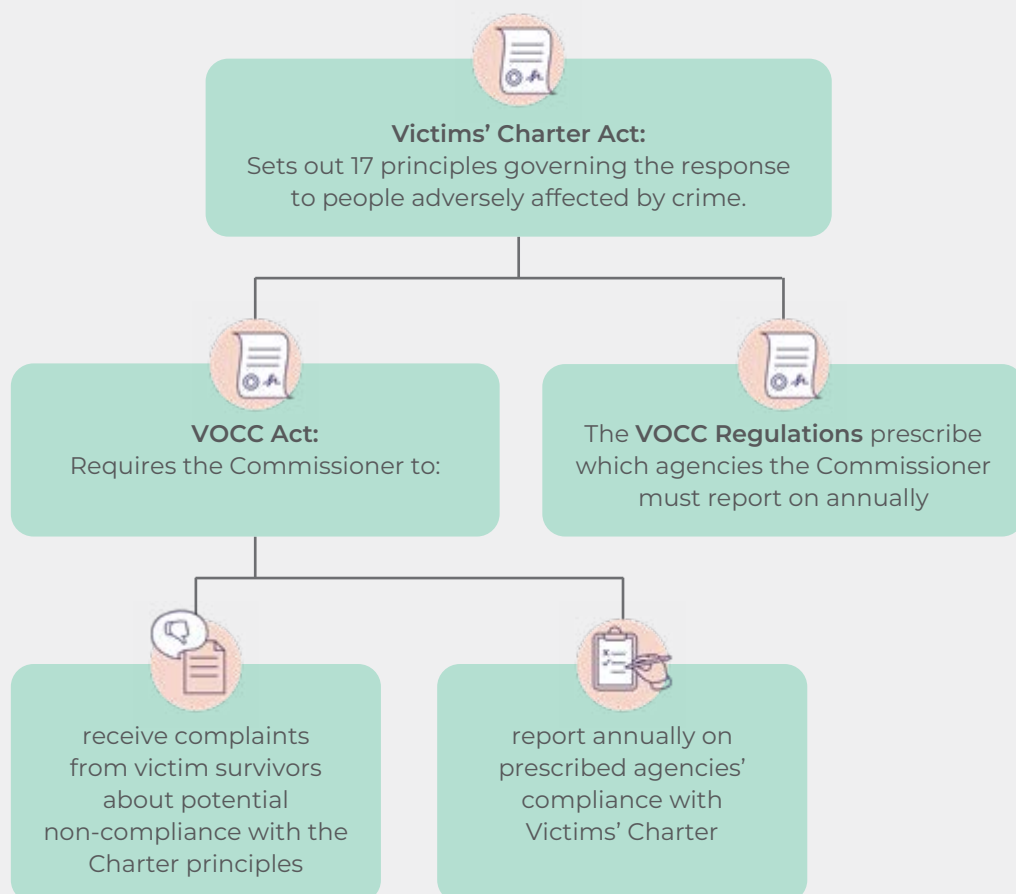 Victims’ Charter Act:
Sets out 17 principles governing the response
to people adversely affected by crime.
VOCC Act:
Requires the Commissioner to:
The VOCC Regulations prescribe
which agencies the Commissioner
must report on annually
receive complaints
from victim survivors
about potential
non-compliance with the
Charter principles
report annually on
prescribed agencies’
compliance with
Victims’ Charter